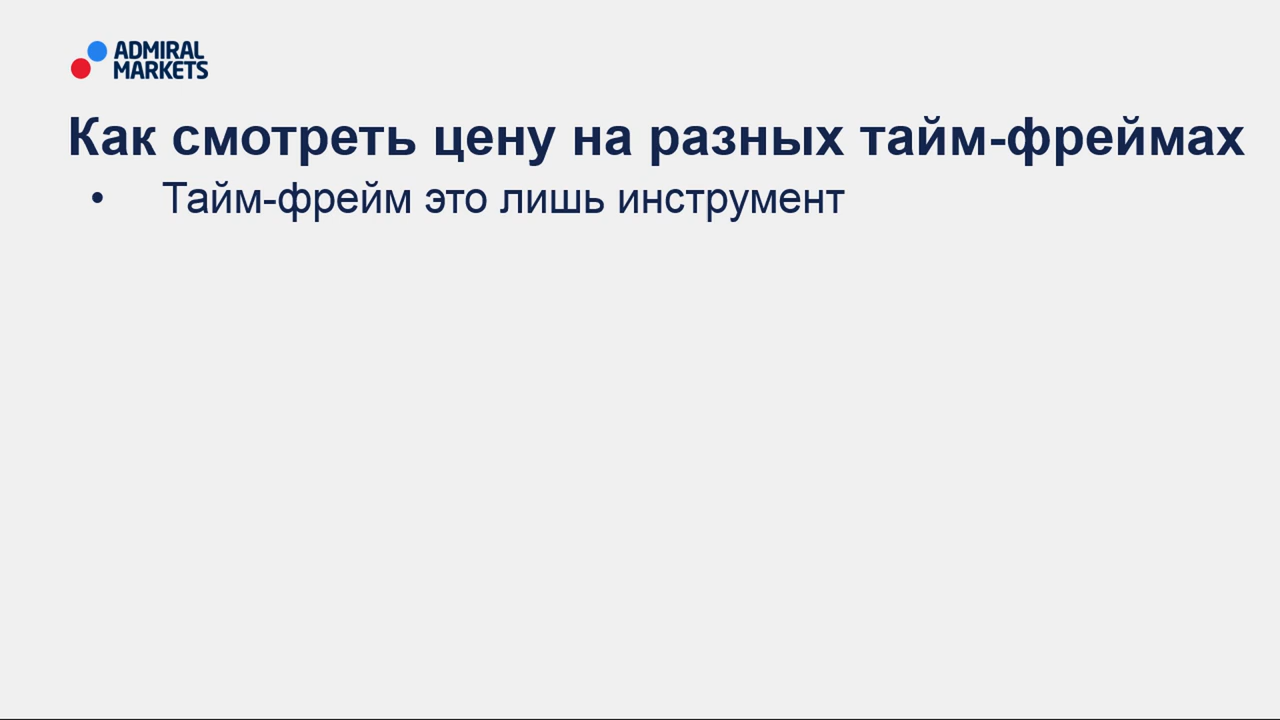 ADMIRAL
MARKETS
Как смотреть цену на разных тайм-фреймах
• Тайм-фрейм это лишь инструмент